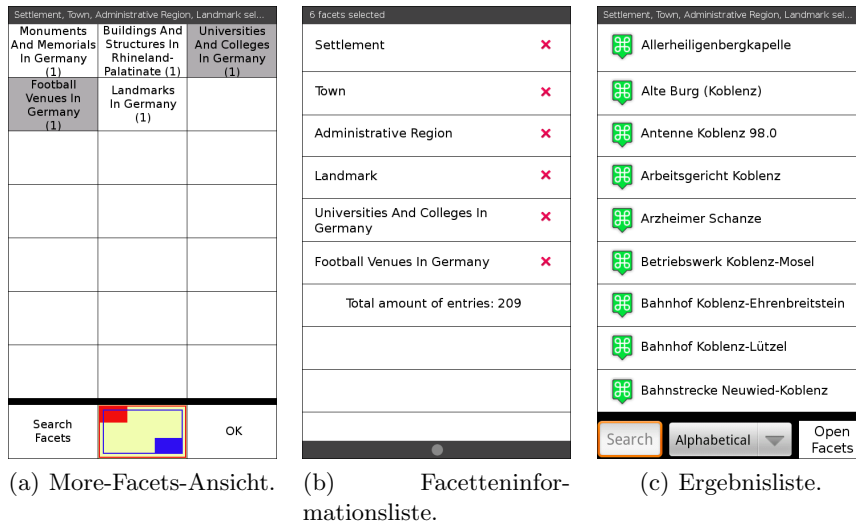 Settlement, Town, Administrative Region, Landmark sel...
Monuments
And Memorials
In Germany
(1)
Buildings And
Structures In
Rhineland-
Palatinate (1)
Universities
And Colleges
In Germany
(1)
Football
Venues In
Germany
(1)
Landmarks
In Germany
(1)
Search
Facets
OK
(a) More-Facets-Ansicht.
6 facets selected
Settlement
Town
Administrative Region
Landmark
Universities And Colleges In
Germany
Football Venues In Germany
Total amount of entries: 209
(b) Facetteninfor-
mationsliste.
Settlement, Town, Administrative Region, Landmark sel...
Allerheiligenbergkapelle
Alte Burg (Koblenz)
Antenne Koblenz 98.0
Arbeitsgericht Koblenz
Arzheimer Schanze
Betriebswerk Koblenz-Mosel
Bahnhof Koblenz-Ehrenbreitstein
Bahnhof Koblenz-Lützel
Bahnstrecke Neuwied-Koblenz
Search
Alphabetical
Open
Facets
(c) Ergebnisliste.